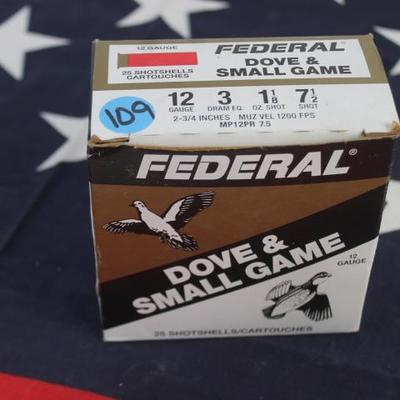 12 GAUGE
25 SHOTSHELLS
CARTOUCHES
FEDERAL®
DOVE &
SMALL GAME
109
12 3 1 1/8 7 1/2
GAUGE DRAM EQ. OZ. SHOT SHOT
2-3/4 INCHES MUZ VEL 1200 FPS
MP12PR 7.5
FEDERAL®
DOVE &
SMALL GAME
12
GAUGE
25 SHOTSHELLS/CARTOUCHES